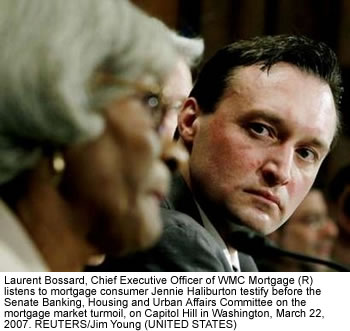 Laurent Bossard, Chief Executive Officer of WMC Mortgage (R)
listens to mortgage consumer Jennie Haliburton testify before the
Senate Banking, Housing and Urban Affairs Committee on the
mortgage market turmoil, on Capitol Hill in Washington, March 22,
2007. REUTERS/Jim Young (UNITED STATES)